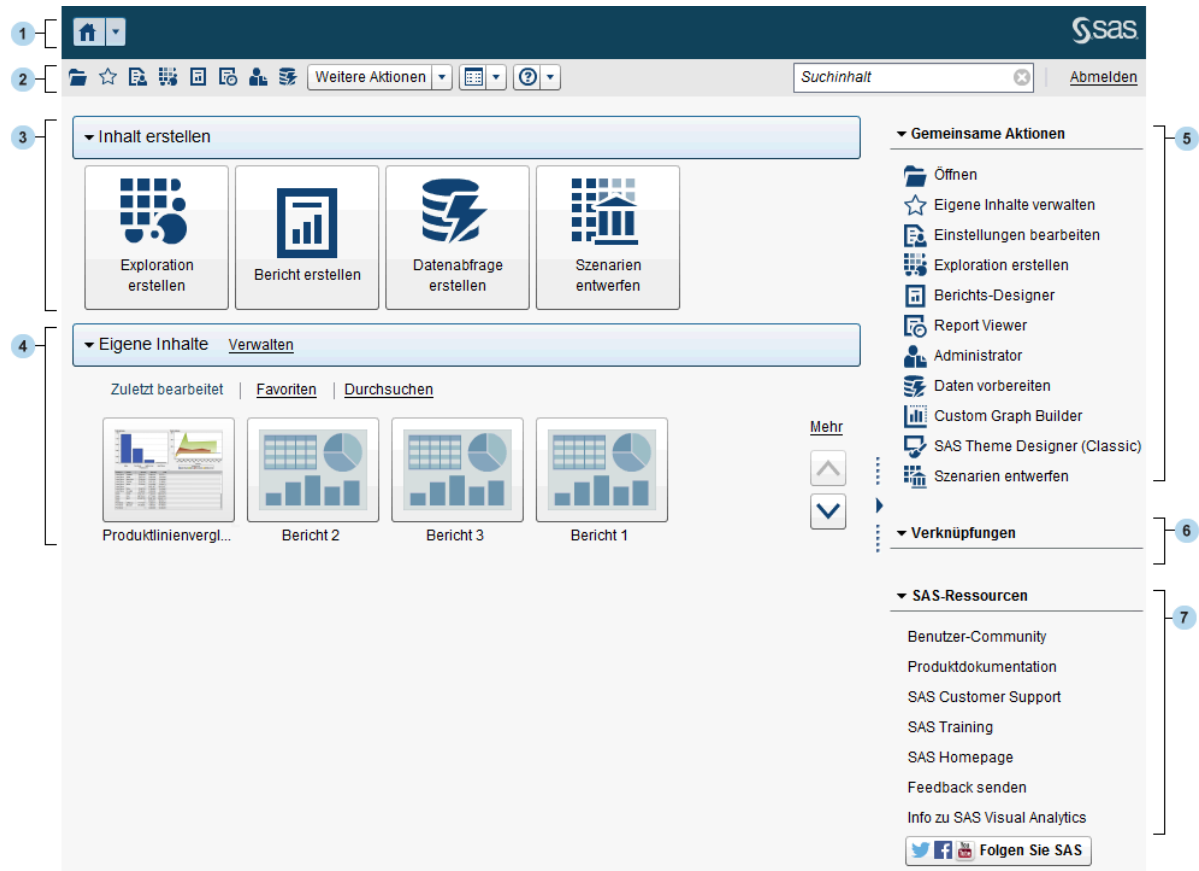 1
Ssas
2
Weitere Aktionen
Suchinhalt
Abmelden
3
Inhalt erstellen
Exploration
erstellen
Bericht erstellen
Datenabfrage
erstellen
Szenarien
entwerfen
4
Eigene Inhalte Verwalten
Zuletzt bearbeitet | Favoriten | Durchsuchen
Mehr
Produktlinienvergl...
Bericht 2
Bericht 3
Bericht 1
5
Gemeinsame Aktionen
Öffnen
Eigene Inhalte verwalten
Einstellungen bearbeiten
Exploration erstellen
Berichts-Designer
Report Viewer
Administrator
Daten vorbereiten
Custom Graph Builder
SAS Theme Designer (Classic)
Szenarien entwerfen
6
Verknüpfungen
7
SAS-Ressourcen
Benutzer-Community
Produktdokumentation
SAS Customer Support
SAS Training
SAS Homepage
Feedback senden
Info zu SAS Visual Analytics
Folgen Sie SAS